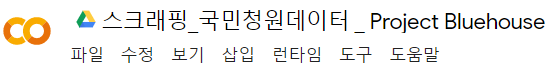 스크래핑_국민청원데이터 _ Project Bluehouse
파일 수정 보기 삽입 런타임 도구 도움말